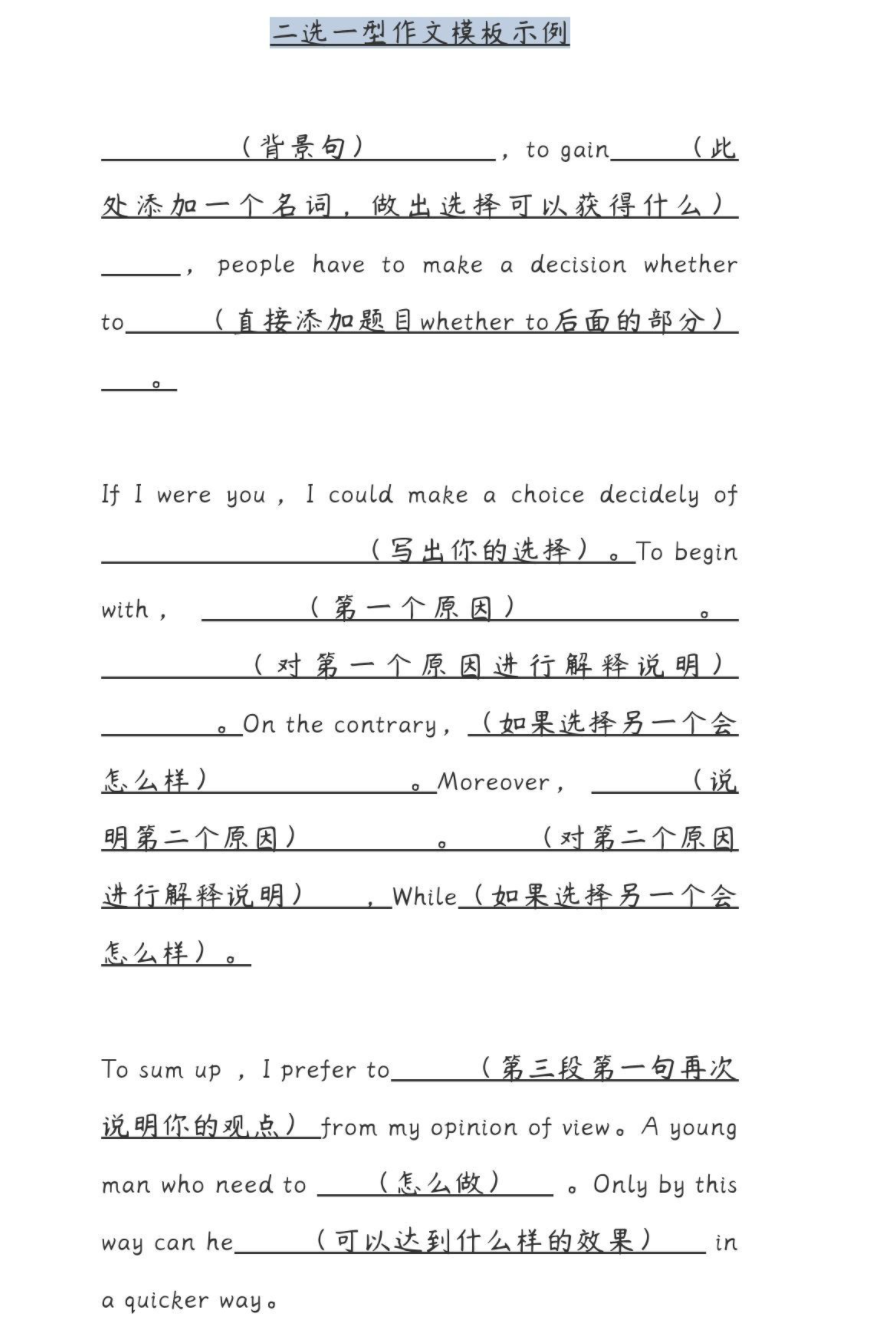 二选一型作文模板示例
（背景句），to gain（此
处添加一个名词，做出选择可以获得什么）
，people have to make a decision whether
to（直接添加题目whether to后面的部分）
。
If I were you，I could make a choice decidely of
（写出你的选择）。To begin
with，（第一个原因）。
（对第一个原因进行解释说明）
。On the contrary，（如果选择另一个会
怎么样）。Moreover，（说
明第二个原因）。（对第二个原因
进行解释说明），While（如果选择另一个会
怎么样）。
To sum up，I prefer to（第三段第一句再次
说明你的观点）from my opinion of view。A young
man who need to（怎么做）。Only by this
way can he（可以达到什么样的效果）in
a quicker way。